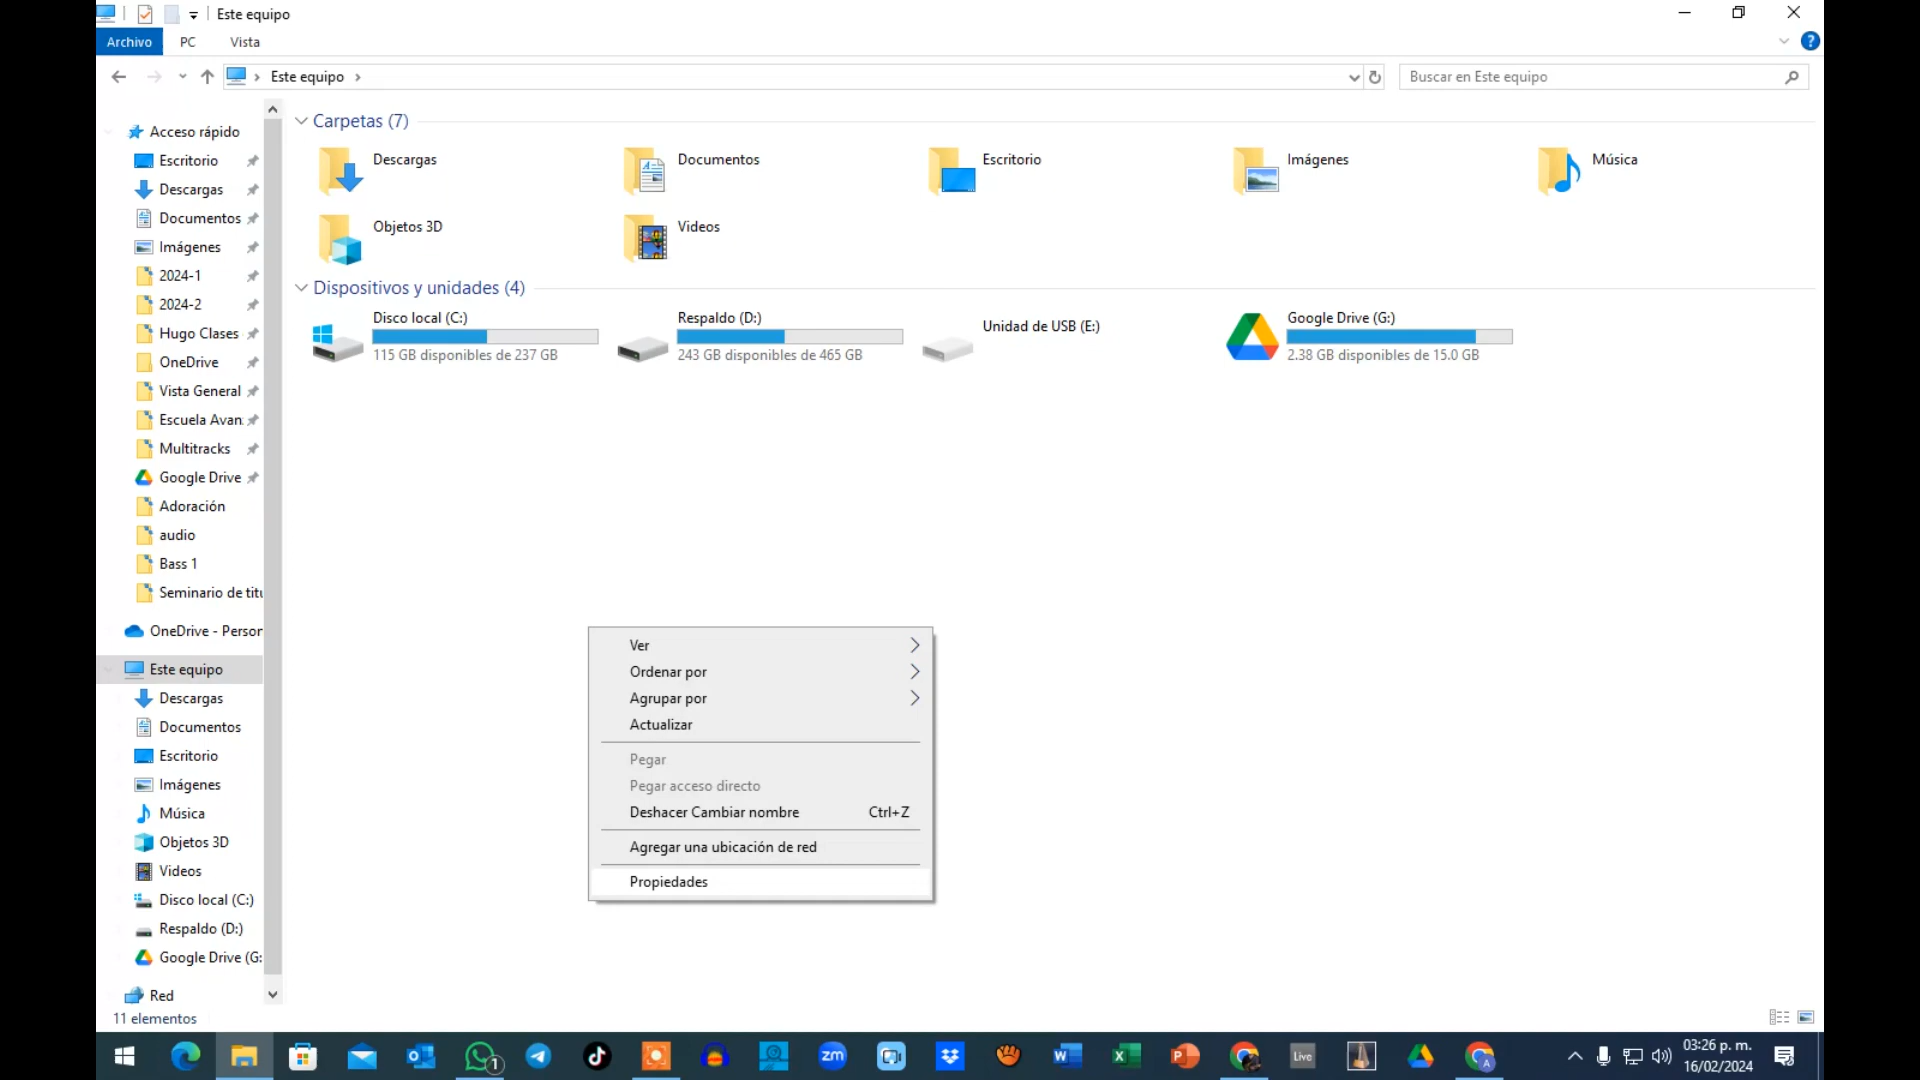 Este equipo
Archivo PC Vista
Este equipo
Buscar en Este equipo
Acceso rápido
Escritorio
Descargas
Documentos
Imágenes
2024-1
2024-2
Hugo Clases
OneDrive
Vista General
Escuela Avan
Multitracks
Google Drive
Adoración
audio
Bass 1
Seminario de titu
OneDrive - Person
Este equipo
Descargas
Documentos
Escritorio
Imágenes
Música
Objetos 3D
Videos
Disco local (C:)
Respaldo (D:)
Google Drive (G:
Red
11 elementos
Carpetas (7)
Descargas
Documentos
Escritorio
Imágenes
Música
Objetos 3D
Videos
Dispositivos y unidades (4)
Disco local (C:)
115 GB disponibles de 237 GB
Respaldo (D:)
243 GB disponibles de 465 GB
Unidad de USB (E:)
Google Drive (G:)
2.38 GB disponibles de 15.0 GB
Ver
Ordenar por
Agrupar por
Actualizar
Pegar
Pegar acceso directo
Deshacer Cambiar nombre Ctrl+Z
Agregar una ubicación de red
Propiedades
1
zm
Live
A
03:26 p. m.
16/02/2024